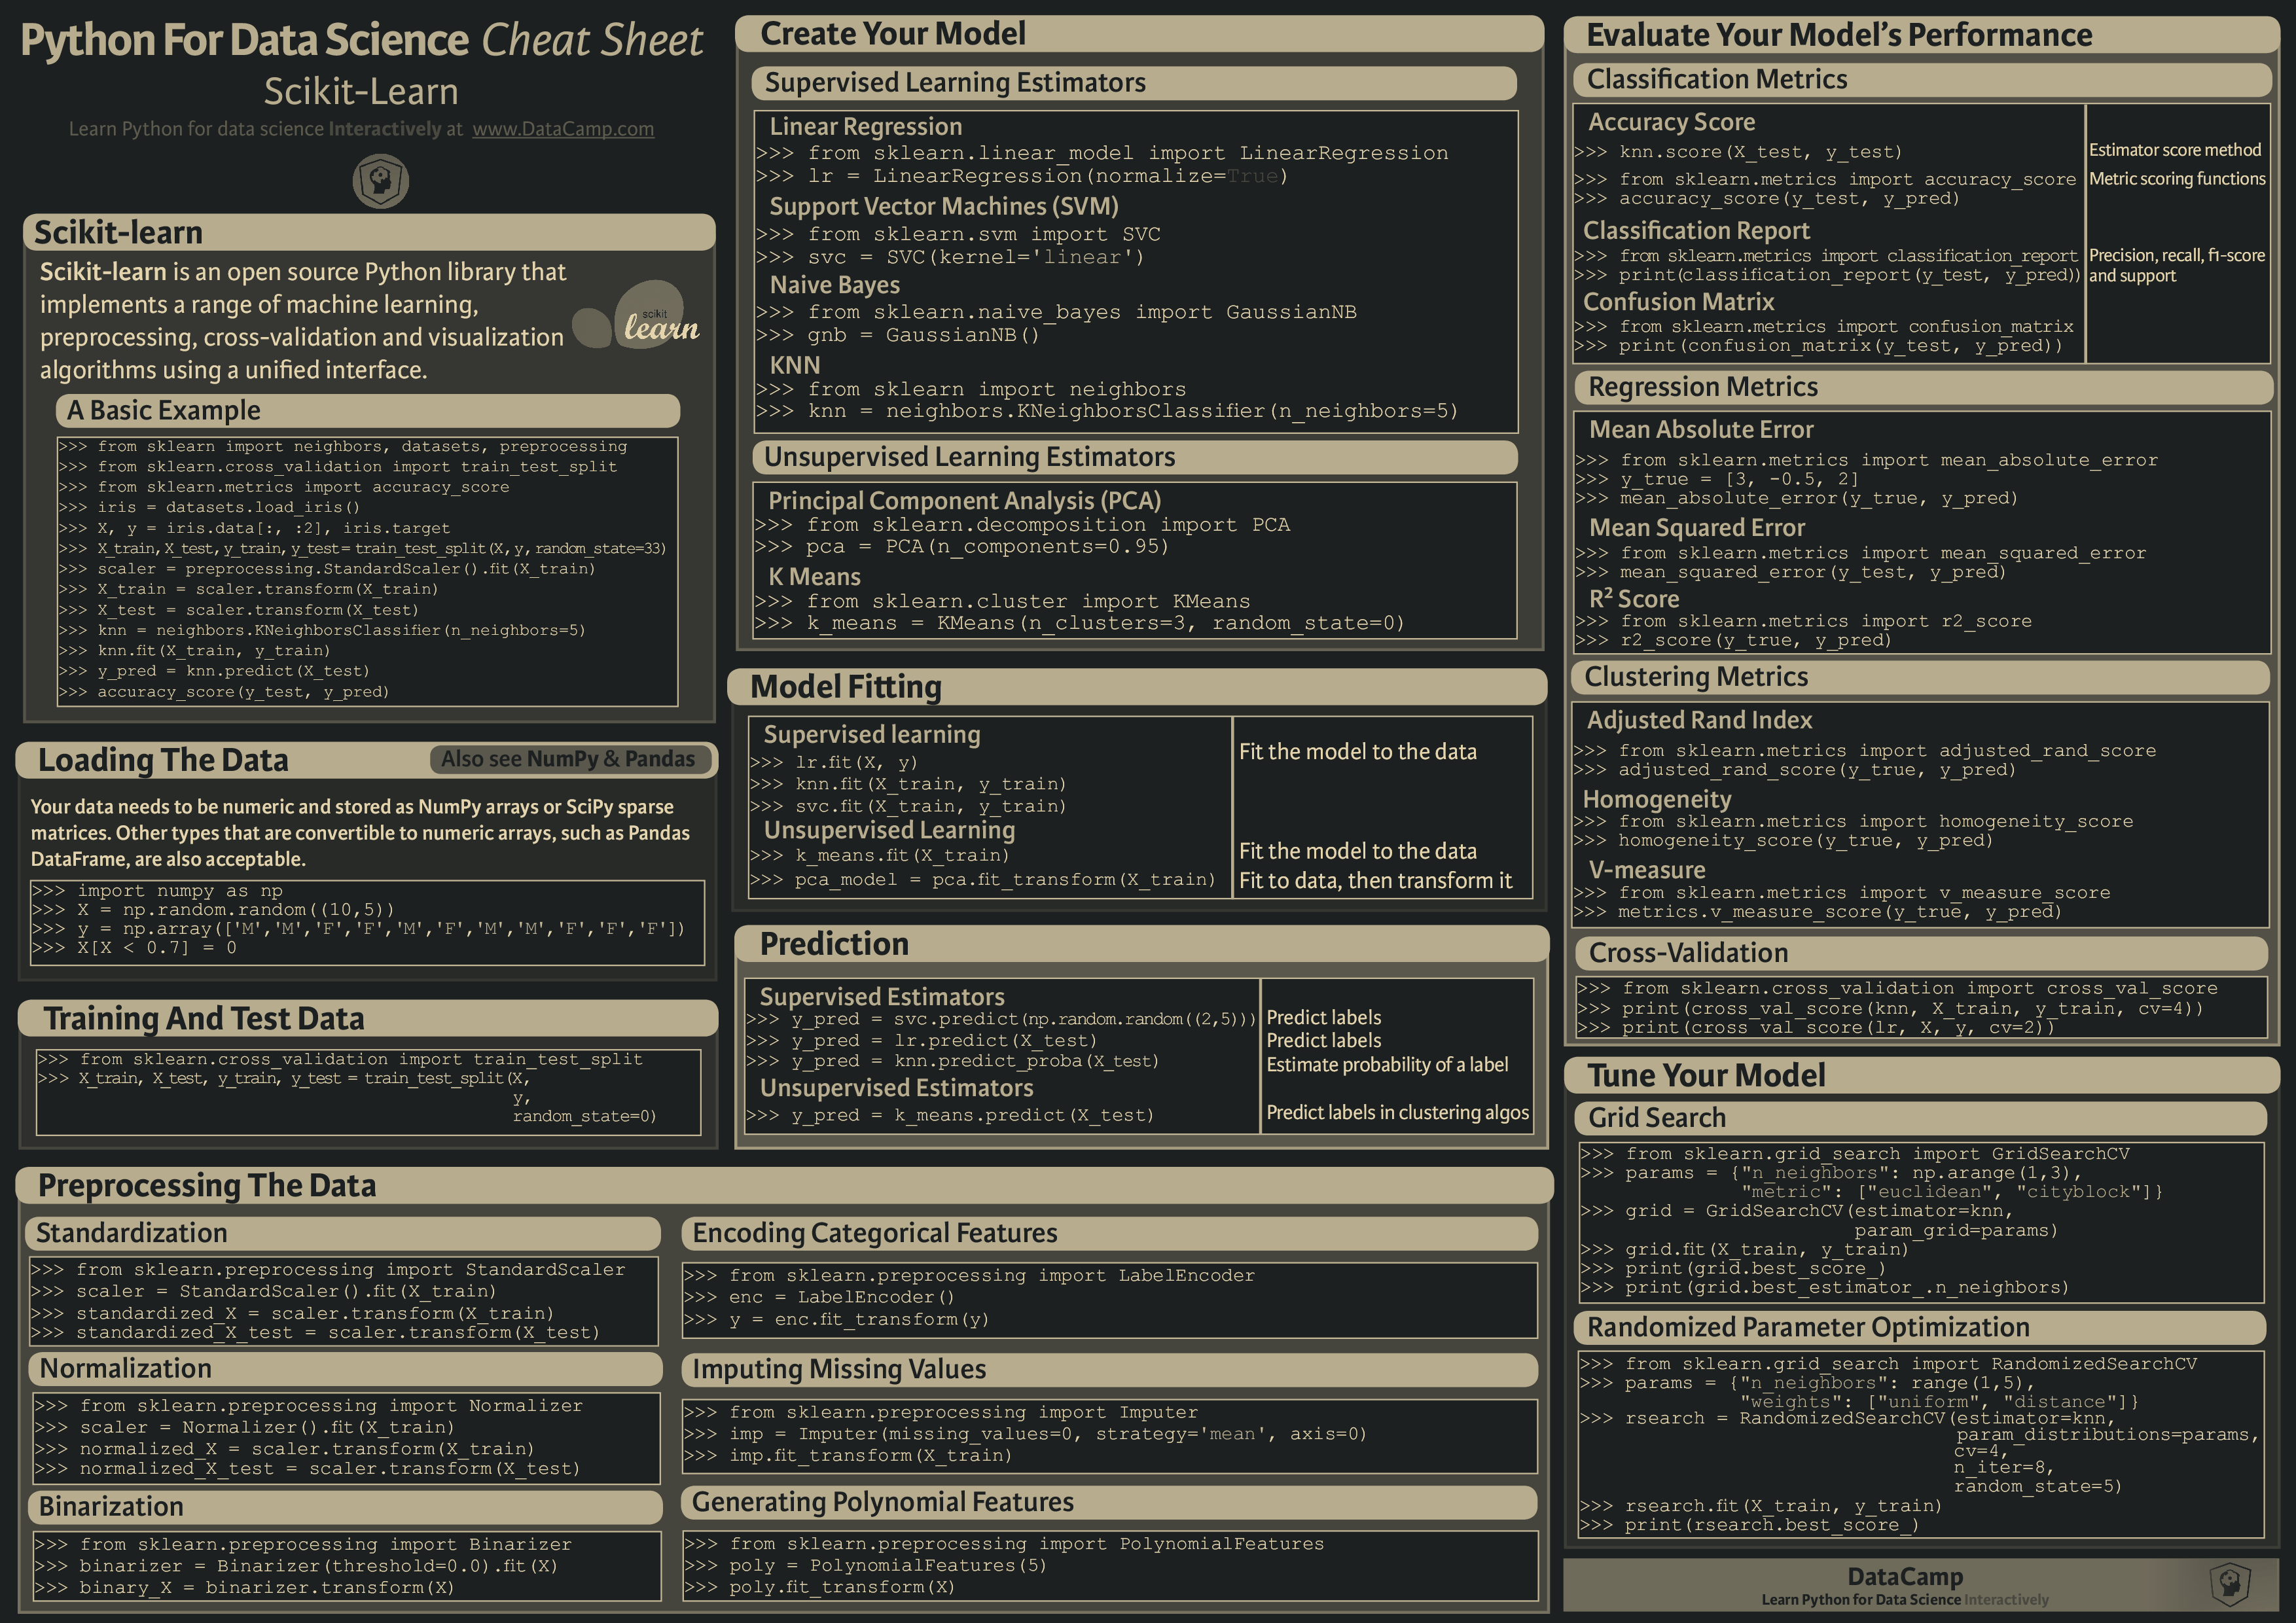 Python For Data Science Cheat Sheet
Scikit-Learn
Learn Python for data science Interactively at www.DataCamp.com
Scikit-learn
Scikit-learn is an open source Python library that
implements a range of machine learning,
preprocessing, cross-validation and visualization
algorithms using a unified interface.
scikit
learn
A Basic Example
>>> from sklearn import neighbors, datasets, preprocessing
>>> from sklearn.cross_validation import train_test_split
>>> from sklearn.metrics import accuracy_score
>>> iris = datasets.load_iris()
>>> X, y = iris.data[:, :2], iris.target
>>> X_train, X_test, y_train, y_test= train_test_split(X, y, random_state=33)
>>> scaler = preprocessing.StandardScaler().fit(X_train)
>>> X_train = scaler.transform(X_train)
>>> X_test = scaler.transform(X_test)
>>> knn = neighbors.KNeighborsClassifier(n_neighbors=5)
>>> knn.fit(X_train, y_train)
>>> y_pred = knn.predict(X_test)
>>> accuracy_score(y_test, y_pred)
Loading The Data
Also see NumPy & Pandas
Your data needs to be numeric and stored as NumPy arrays or SciPy sparse
matrices. Other types that are convertible to numeric arrays, such as Pandas
DataFrame, are also acceptable.
>>> import numpy as np
>>> X = np.random.random((10,5))
>>> y = np.array(['M','M','F','F','M','F','M','M','F','F','F'])
>>> X[X < 0.7] = 0
Training And Test Data
>>> from sklearn.cross_validation import train_test_split
>>> X_train, X_test, y_train, y_test = train_test_split(X,
y,
random_state=0)
Preprocessing The Data
Standardization
>>> from sklearn.preprocessing import StandardScaler
>>> scaler = StandardScaler().fit(X_train)
>>> standardized_X = scaler.transform(X_train)
>>> standardized_X_test = scaler.transform(X_test)
Normalization
>>> from sklearn.preprocessing import Normalizer
>>> scaler = Normalizer().fit(X_train)
>>> normalized_X = scaler.transform(X_train)
>>> normalized_X_test = scaler.transform(X_test)
Binarization
>>> from sklearn.preprocessing import Binarizer
>>> binarizer = Binarizer(threshold=0.0).fit(X)
>>> binary_X = binarizer.transform(X)
Encoding Categorical Features
>>> from sklearn.preprocessing import LabelEncoder
>>> enc = LabelEncoder()
>>> y = enc.fit_transform(y)
Imputing Missing Values
>>> from sklearn.preprocessing import Imputer
>>> imp = Imputer(missing_values=0, strategy='mean', axis=0)
>>> imp.fit_transform(X_train)
Generating Polynomial Features
>>> from sklearn.preprocessing import PolynomialFeatures
>>> poly = PolynomialFeatures(5)
>>> poly.fit_transform(X)
Create Your Model
Supervised Learning Estimators
Linear Regression
>>> from sklearn.linear_model import LinearRegression
>>> lr = LinearRegression(normalize=True)
Support Vector Machines (SVM)
>>> from sklearn.svm import SVC
>>> svc = SVC(kernel='linear')
Naive Bayes
>>> from sklearn.naive_bayes import GaussianNB
>>> gnb = GaussianNB()
KNN
>>> from sklearn import neighbors
>>> knn = neighbors.KNeighborsClassifier(n_neighbors=5)
Unsupervised Learning Estimators
Principal Component Analysis (PCA)
>>> from sklearn.decomposition import PCA
>>> pca = PCA(n_components=0.95)
K Means
>>> from sklearn.cluster import KMeans
>>> k_means = KMeans(n_clusters=3, random_state=0)
Model Fitting
Supervised learning
>>> lr.fit(X, y) Fit the model to the data
>>> knn.fit(X_train, y_train)
>>> svc.fit(X_train, y_train)
Unsupervised Learning
>>> k_means.fit(X_train) Fit the model to the data
>>> pca_model = pca.fit_transform(X_train) Fit to data, then transform it
Prediction
Supervised Estimators
>>> y_pred = svc.predict(np.random.random((2,5))) Predict labels
>>> y_pred = lr.predict(X_test) Predict labels
>>> y_pred = knn.predict_proba(X_test) Estimate probability of a label
Unsupervised Estimators
>>> y_pred = k_means.predict(X_test) Predict labels in clustering algos
Evaluate Your Model's Performance
Classification Metrics
Accuracy Score
>>> knn.score(X_test, y_test) Estimator score method
>>> from sklearn.metrics import accuracy_score Metric scoring functions
>>> accuracy_score(y_test, y_pred)
Classification Report
>>> from sklearn.metrics import classification_report Precision, recall, f1-score
>>> print(classification_report(y_test, y_pred)) and support
Confusion Matrix
>>> from sklearn.metrics import confusion_matrix
>>> print(confusion_matrix(y_test, y_pred))
Regression Metrics
Mean Absolute Error
>>> from sklearn.metrics import mean_absolute_error
>>> y_true = [3, -0.5, 2]
>>> mean_absolute_error(y_true, y_pred)
Mean Squared Error
>>> from sklearn.metrics import mean_squared_error
>>> mean_squared_error(y_test, y_pred)
R² Score
>>> from sklearn.metrics import r2_score
>>> r2_score(y_true, y_pred)
Clustering Metrics
Adjusted Rand Index
>>> from sklearn.metrics import adjusted_rand_score
>>> adjusted_rand_score(y_true, y_pred)
Homogeneity
>>> from sklearn.metrics import homogeneity_score
>>> homogeneity_score(y_true, y_pred)
V-measure
>>> from sklearn.metrics import v_measure_score
>>> metrics.v_measure_score(y_true, y_pred)
Cross-Validation
>>> from sklearn.cross_validation import cross_val_score
>>> print(cross_val_score(knn, X_train, y_train, cv=4))
>>> print(cross_val_score(lr, X, y, cv=2))
Tune Your Model
Grid Search
>>> from sklearn.grid_search import GridSearchCV
>>> params = {"n_neighbors": np.arange(1,3),
"metric": ["euclidean", "cityblock"]}
>>> grid = GridSearchCV(estimator=knn,
param_grid=params)
>>> grid.fit(X_train, y_train)
>>> print(grid.best_score_)
>>> print(grid.best_estimator_.n_neighbors)
Randomized Parameter Optimization
>>> from sklearn.grid_search import RandomizedSearchCV
>>> params = {"n_neighbors": range(1,5),
"weights": ["uniform", "distance"]}
>>> rsearch = RandomizedSearchCV(estimator=knn,
param_distributions=params,
cv=4,
n_iter=8,
random_state=5)
>>> rsearch.fit(X_train, y_train)
>>> print(rsearch.best_score_)
DataCamp
Learn Python for Data Science Interactively